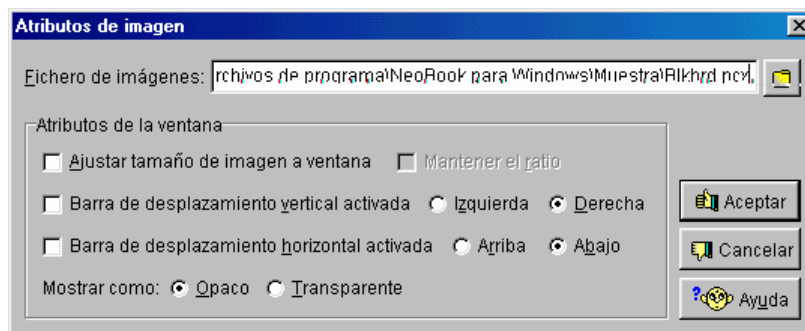 Atributos de imagen
Fichero de imágenes: rchivos de programa\NeoBook para Windows\Muestra\Blkhrd.pcx
Atributos de la ventana
Ajustar tamaño de imagen a ventana Mantener el ratio
Barra de desplazamiento vertical activada Izquierda Derecha
Barra de desplazamiento horizontal activada Arriba Abajo
Mostrar como: Opaco Transparente
Aceptar
Cancelar
Ayuda